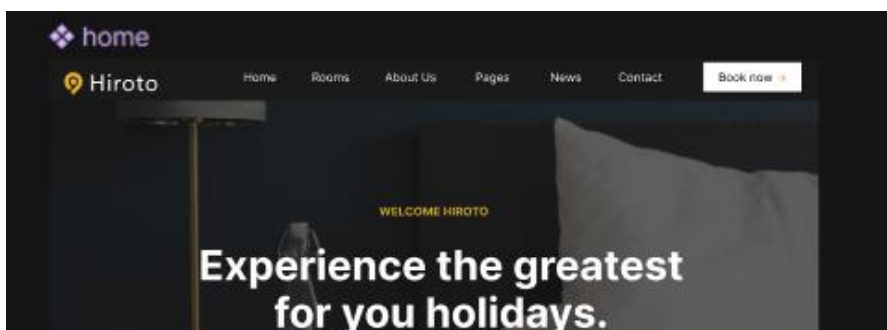 home
Hiroto
Home Rooms About Us Pages News Contact Book now →
WELCOME HIROTO
Experience the greatest
for you holidays.